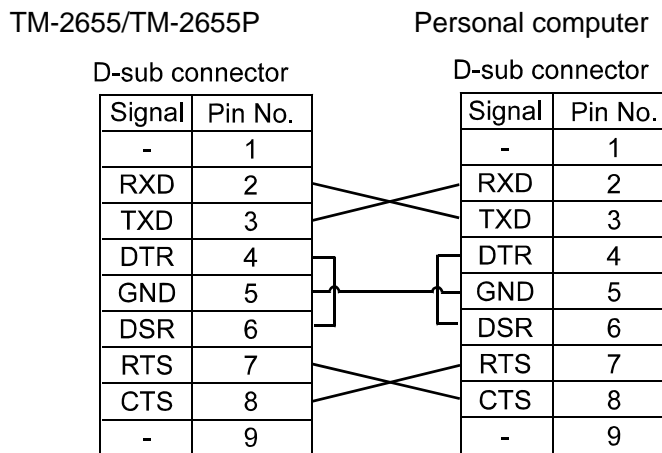 TM-2655/TM-2655P Personal computer
D-sub connector D-sub connector
Signal Pin No. Signal Pin No.
- 1 - 1
RXD 2 RXD 2
TXD 3 TXD 3
DTR 4 DTR 4
GND 5 GND 5
DSR 6 DSR 6
RTS 7 RTS 7
CTS 8 CTS 8
- 9 - 9